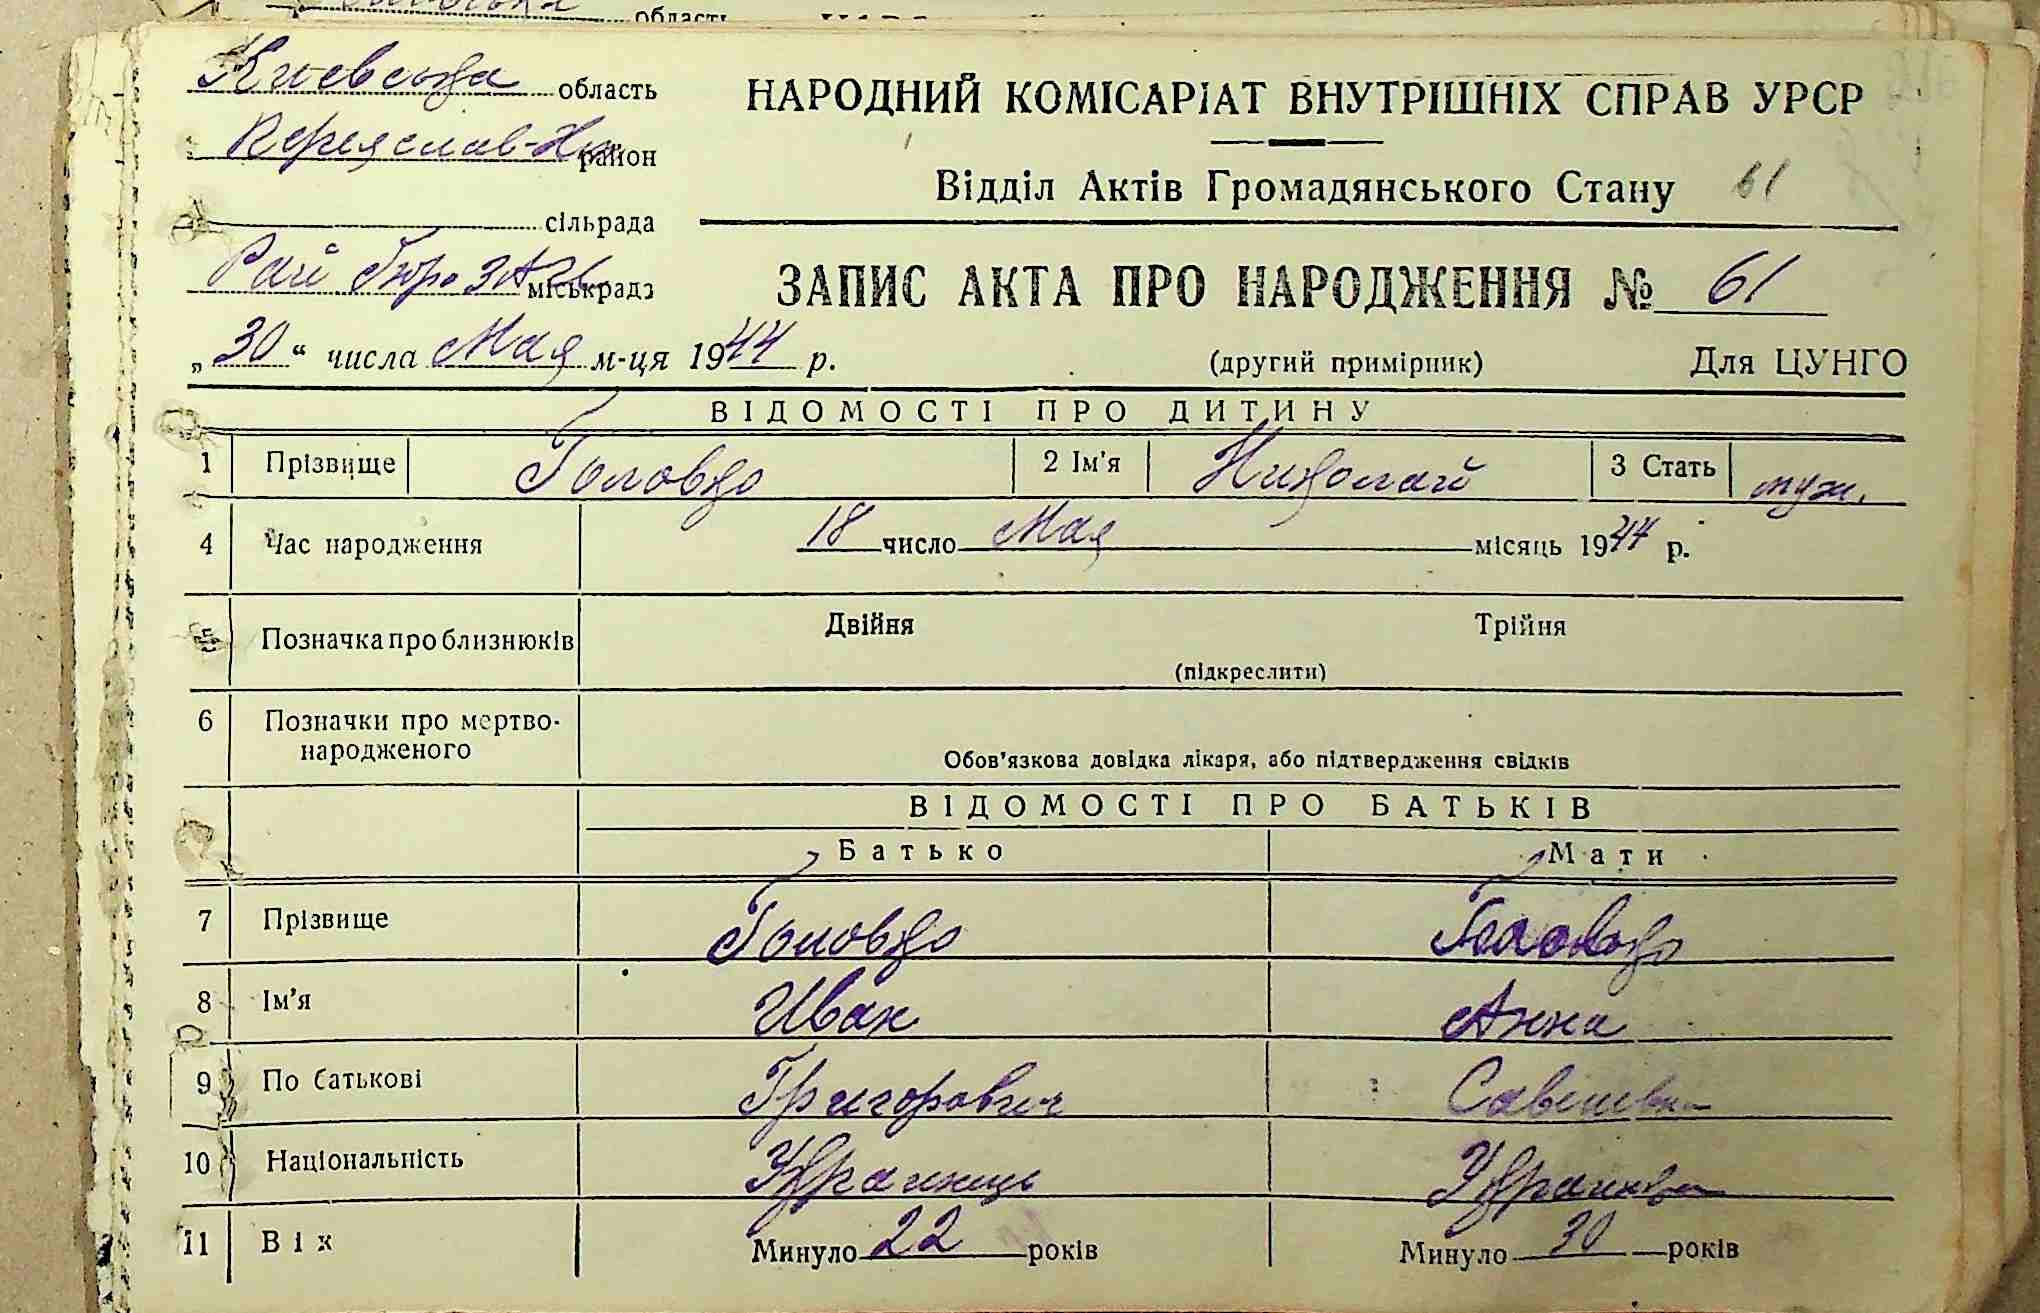 область
Киевська область
НАРОДНИЙ КОМІСАРІАТ ВНУТРІШНІХ СПРАВ УРСР
Переяслав-Хм район
Відділ Актів Громадянського Стану 61
сільрада
Рай бюро ЗАГС міськрада
ЗАПИС АКТА ПРО НАРОДЖЕННЯ № 61
„30“ числа Мая м-ця 1944 р. (другий примірник) Для ЦУНГО
ВІДОМОСТІ ПРО ДИТИНУ
1 Прізвище Головко 2 Ім'я Николай 3 Стать муж.
4 Час народження 18 число Мая місяць 1944 р.
5 Позначка про близнюків Двійня Трійня
(підкреслити)
6 Позначки про мертво-
народженого
Обов'язкова довідка лікаря, або підтвердження свідків
ВІДОМОСТІ ПРО БАТЬКІВ
Батько Мати
7 Прізвище Головко Головко
8 Ім'я Иван Анна
9 По батькові Григорович
10 Національність Украинець Украинка
11 Вік Минуло 22 років Минуло 30 років